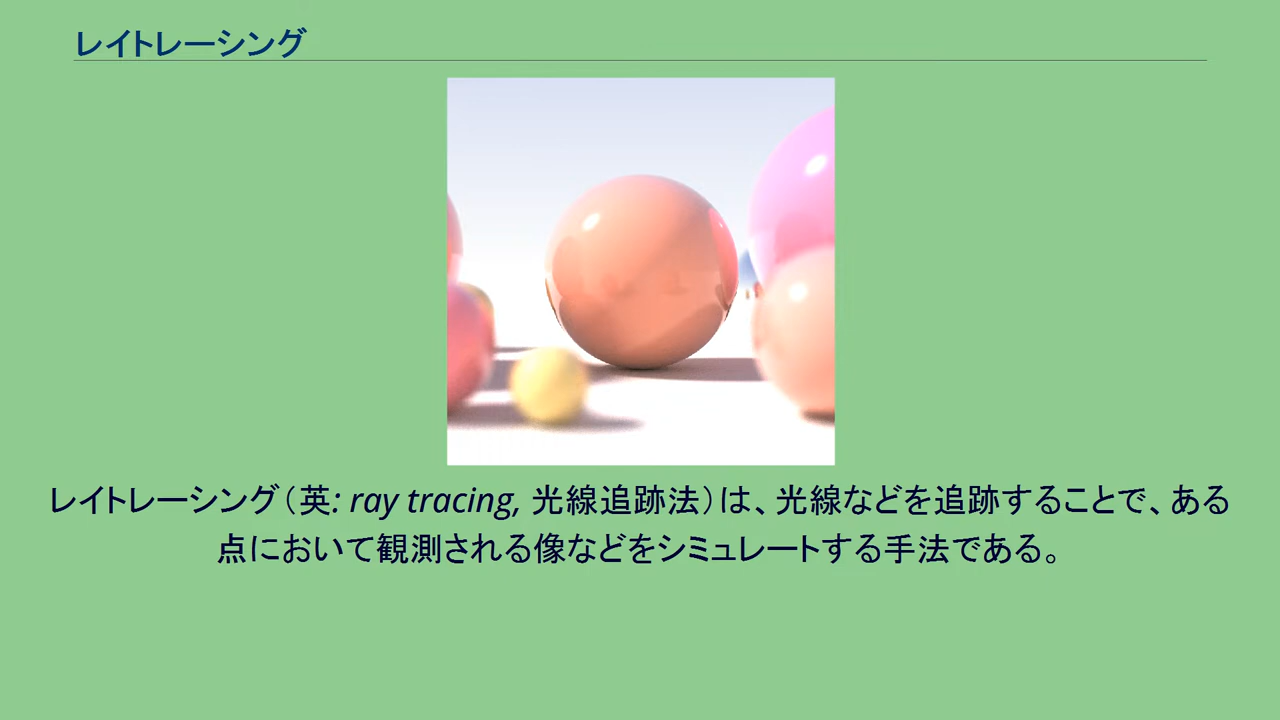 レイトレーシング
レイトレーシング（英: ray tracing, 光線追跡法）は、光線などを追跡することで、ある
点において観測される像などをシミュレートする手法である。